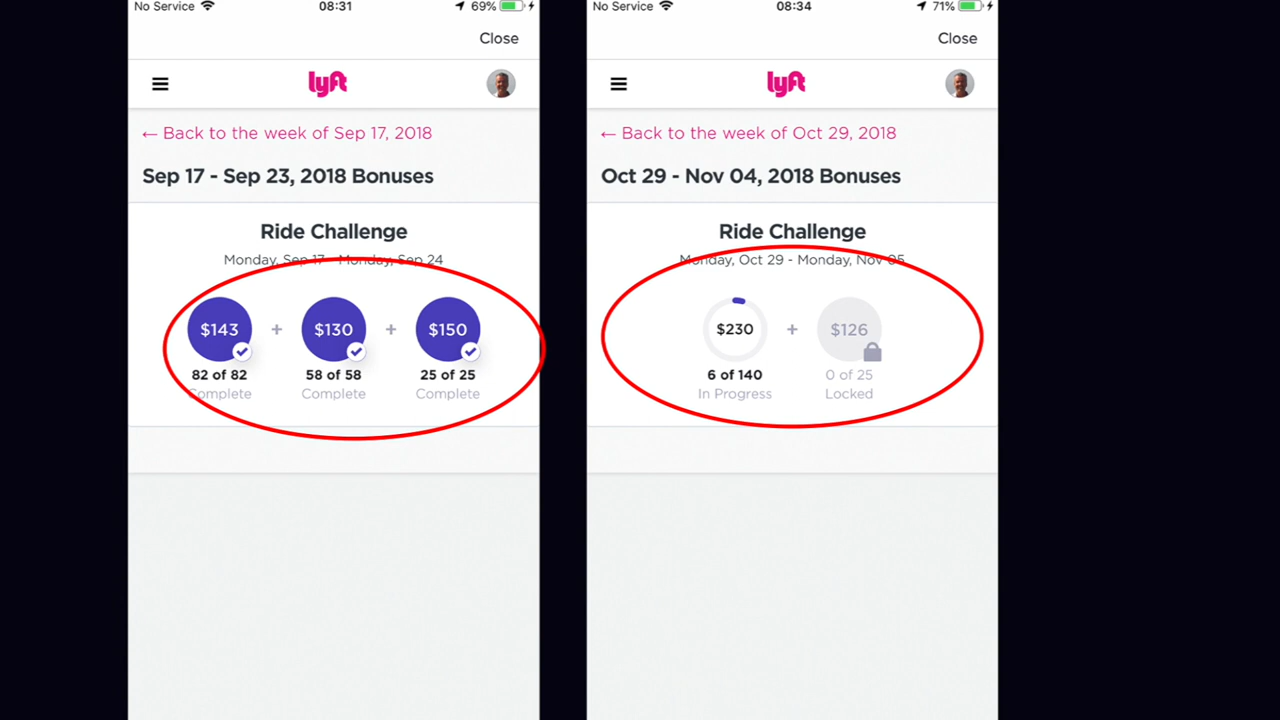 No Service 08:31 69%
Close
lyft
← Back to the week of Sep 17, 2018
Sep 17 - Sep 23, 2018 Bonuses
Ride Challenge
Monday, Sep 17 - Monday, Sep 24
$143 + $130 + $150
82 of 82 58 of 58 25 of 25
Complete Complete Complete
No Service 08:34 71%
Close
lyft
← Back to the week of Oct 29, 2018
Oct 29 - Nov 04, 2018 Bonuses
Ride Challenge
Monday, Oct 29 - Monday, Nov 05
$230 + $126
6 of 140 0 of 25
In Progress Locked